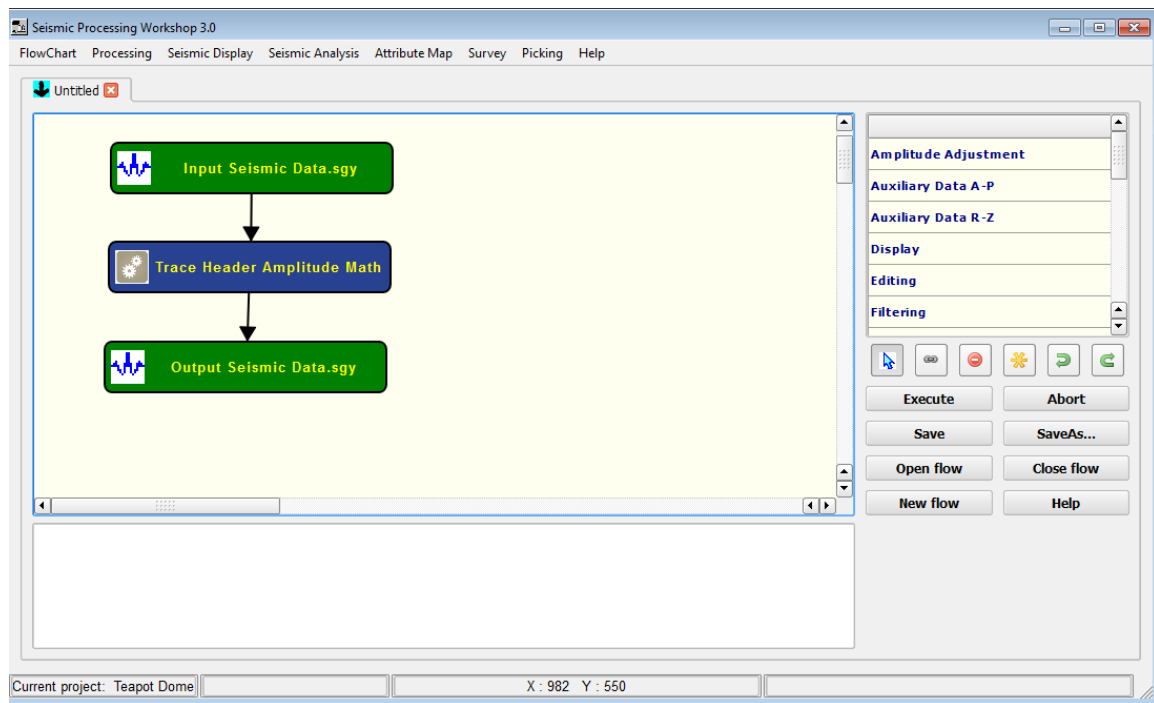 Seismic Processing Workshop 3.0
FlowChart Processing Seismic Display Seismic Analysis Attribute Map Survey Picking Help
Untitled
Input Seismic Data.sgy
Trace Header Amplitude Math
Output Seismic Data.sgy
Amplitude Adjustment
Auxiliary Data A-P
Auxiliary Data R-Z
Display
Editing
Filtering
Execute Abort
Save SaveAs...
Open flow Close flow
New flow Help
Current project: Teapot Dome X : 982 Y : 550